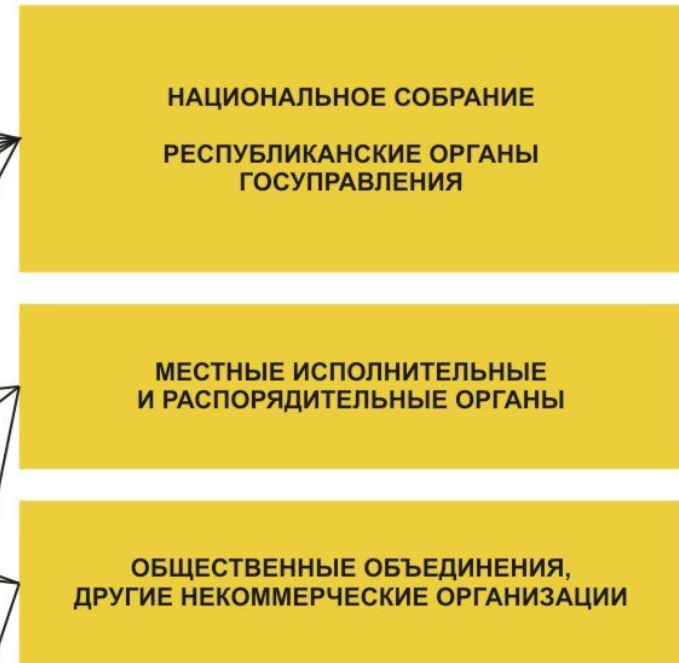 НАЦИОНАЛЬНОЕ СОБРАНИЕ
РЕСПУБЛИКАНСКИЕ ОРГАНЫ
ГОСУПРАВЛЕНИЯ
МЕСТНЫЕ ИСПОЛНИТЕЛЬНЫЕ
И РАСПОРЯДИТЕЛЬНЫЕ ОРГАНЫ
ОБЩЕСТВЕННЫЕ ОБЪЕДИНЕНИЯ,
ДРУГИЕ НЕКОММЕРЧЕСКИЕ ОРГАНИЗАЦИИ